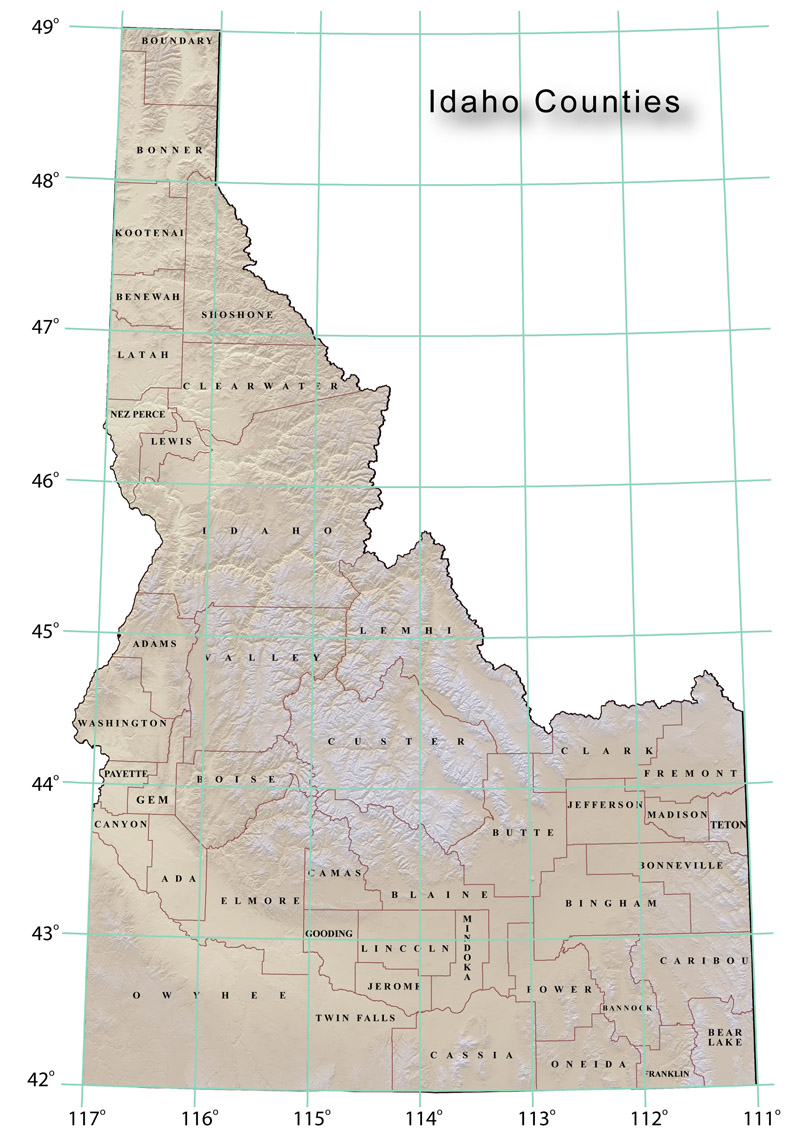 49°
Idaho Counties
BOUNDARY
BONNER
48°
KOOTENAI
BENEWAH
SHOSHONE
47°
LATAH
CLEARWATER
NEZ PERCE
LEWIS
46°
IDAHO
45°
LEMHI
ADAMS
VALLEY
WASHINGTON
CUSTER
CLARK
PAYETTE
BOISE
FREMONT
44°
GEM
JEFFERSON
MADISON
CANYON
TETON
BUTTE
BONNEVILLE
CAMAS
ADA
BLAINE
ELMORE
BINGHAM
MINDOKA
43°
GOODING
LINCOLN
CARIBOU
JEROME
OWYHEE
POWER
BANNOCK
TWIN FALLS
BEAR
LAKE
CASSIA
ONEIDA
FRANKLIN
42°
117° 116° 115° 114° 113° 112° 111°